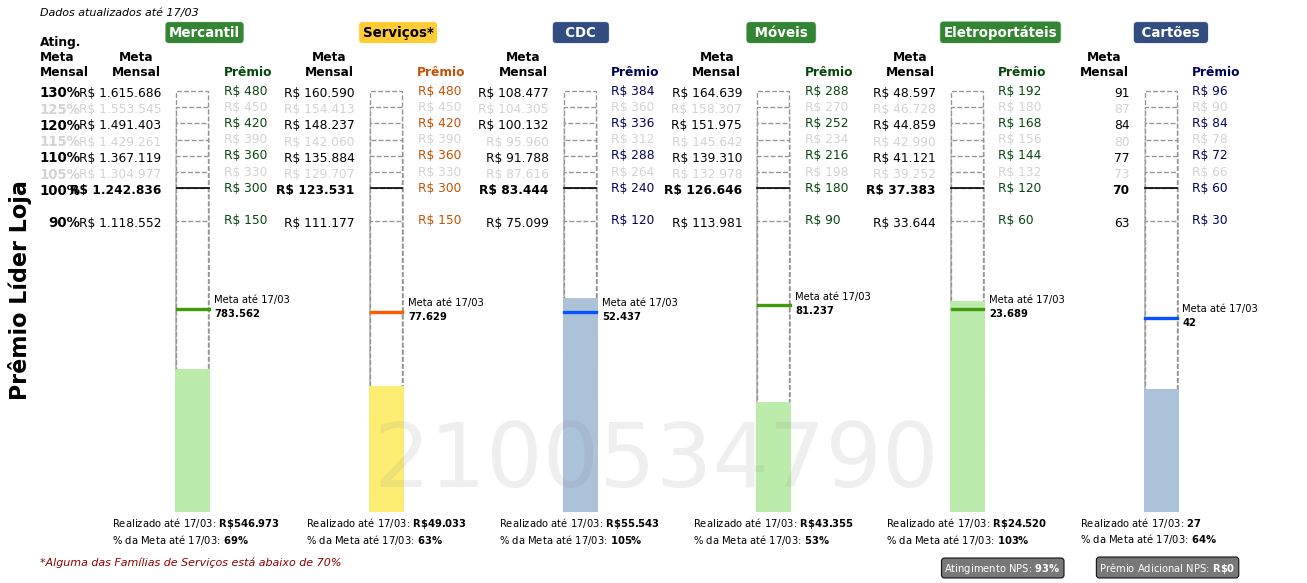 Dados atualizados até 17/03
Mercantil Serviços* CDC Móveis Eletroportáteis Cartões
Ating.
Meta Meta Meta Meta Meta Meta Meta
Mensal Mensal Prêmio Mensal Prêmio Mensal Prêmio Mensal Prêmio Mensal Prêmio Mensal Prêmio
130% R$ 1.615.686 R$ 480 R$ 160.590 R$ 480 R$ 108.477 R$ 384 R$ 164.639 R$ 288 R$ 48.597 R$ 192 91 R$ 96
125% R$ 1.553.545 R$ 450 R$ 154.413 R$ 450 R$ 104.305 R$ 360 R$ 158.307 R$ 270 R$ 46.728 R$ 180 87 R$ 90
120% R$ 1.491.403 R$ 420 R$ 148.237 R$ 420 R$ 100.132 R$ 336 R$ 151.975 R$ 252 R$ 44.859 R$ 168 84 R$ 84
115% R$ 1.429.261 R$ 390 R$ 142.060 R$ 390 R$ 95.960 R$ 312 R$ 145.642 R$ 234 R$ 42.990 R$ 156 80 R$ 78
110% R$ 1.367.119 R$ 360 R$ 135.884 R$ 360 R$ 91.788 R$ 288 R$ 139.310 R$ 216 R$ 41.121 R$ 144 77 R$ 72
105% R$ 1.304.977 R$ 330 R$ 129.707 R$ 330 R$ 87.616 R$ 264 R$ 132.978 R$ 198 R$ 39.252 R$ 132 73 R$ 66
100% R$ 1.242.836 R$ 300 R$ 123.531 R$ 300 R$ 83.444 R$ 240 R$ 126.646 R$ 180 R$ 37.383 R$ 120 70 R$ 60
90% R$ 1.118.552 R$ 150 R$ 111.177 R$ 150 R$ 75.099 R$ 120 R$ 113.981 R$ 90 R$ 33.644 R$ 60 63 R$ 30
Prêmio Líder Loja
Meta até 17/03 Meta até 17/03 Meta até 17/03 Meta até 17/03 Meta até 17/03 Meta até 17/03
783.562 77.629 52.437 81.237 23.689 42
2100534790
Realizado até 17/03: R$546.973 Realizado até 17/03: R$49.033 Realizado até 17/03: R$55.543 Realizado até 17/03: R$43.355 Realizado até 17/03: R$24.520 Realizado até 17/03: 27
% da Meta até 17/03: 69% % da Meta até 17/03: 63% % da Meta até 17/03: 105% % da Meta até 17/03: 53% % da Meta até 17/03: 103% % da Meta até 17/03: 64%
*Alguma das Famílias de Serviços está abaixo de 70%
Atingimento NPS: 93% Prêmio Adicional NPS: R$0